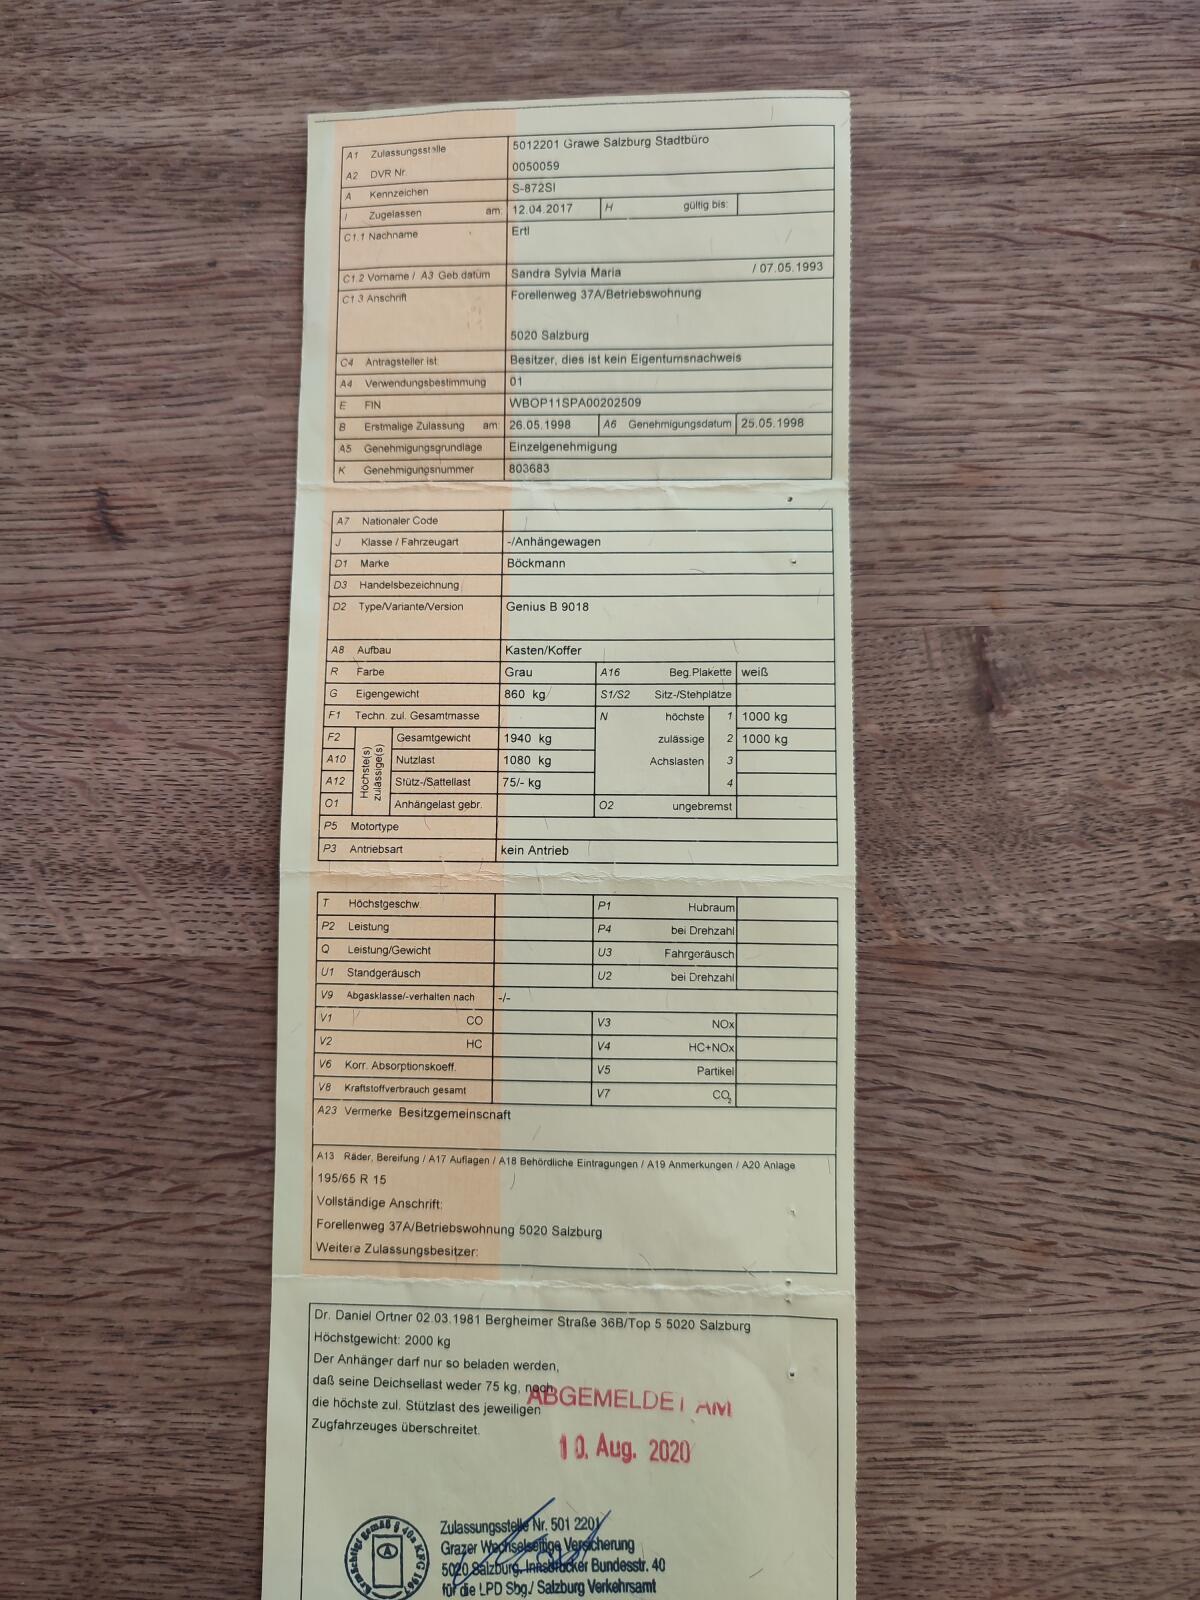 A1 Zulassungsstelle 5012201 Grawe Salzburg Stadtbüro
A2 DVR Nr. 0050059
A Kennzeichen S-872SI
I Zugelassen am: 12.04.2017 H gültig bis:
C1.1 Nachname Ertl
C1.2 Vorname / A3 Geb datum Sandra Sylvia Maria / 07.05.1993
C1.3 Anschrift Forellenweg 37A/Betriebswohnung
5020 Salzburg
C4 Antragsteller ist Besitzer, dies ist kein Eigentumsnachweis
A4 Verwendungsbestimmung 01
E FIN WBOP11SPA00202509
B Erstmalige Zulassung am: 26.05.1998 A6 Genehmigungsdatum 25.05.1998
A5 Genehmigungsgrundlage Einzelgenehmigung
K Genehmigungsnummer 803683
A7 Nationaler Code
J Klasse / Fahrzeugart -/Anhängewagen
D1 Marke Böckmann
D3 Handelsbezeichnung
D2 Type/Variante/Version Genius B 9018
A8 Aufbau Kasten/Koffer
R Farbe Grau A16 Beg.Plakette weiß
G Eigengewicht 860 kg S1/S2 Sitz-/Stehplätze
F1 Techn. zul. Gesamtmasse N höchste 1 1000 kg
F2 Höchste(s) zulässige(s) Gesamtgewicht 1940 kg zulässige 2 1000 kg
A10 Nutzlast 1080 kg Achslasten 3
A12 Stütz-/Sattellast 75/- kg 4
O1 Anhängelast gebr. O2 ungebremst
P5 Motortype
P3 Antriebsart kein Antrieb
T Höchstgeschw. P1 Hubraum
P2 Leistung P4 bei Drehzahl
Q Leistung/Gewicht U3 Fahrgeräusch
U1 Standgeräusch U2 bei Drehzahl
V9 Abgasklasse/-verhalten nach -/-
V1 CO V3 NOx
V2 HC V4 HC+NOx
V6 Korr. Absorptionskoeff. V5 Partikel
V8 Kraftstoffverbrauch gesamt V7 CO2
A23 Vermerke Besitzgemeinschaft
A13 Räder, Bereifung / A17 Auflagen / A18 Behördliche Eintragungen / A19 Anmerkungen / A20 Anlage
195/65 R 15
Vollständige Anschrift:
Forellenweg 37A/Betriebswohnung 5020 Salzburg
Weitere Zulassungsbesitzer:
Dr. Daniel Ortner 02.03.1981 Bergheimer Straße 36B/Top 5 5020 Salzburg
Höchstgewicht: 2000 kg
Der Anhänger darf nur so beladen werden,
daß seine Deichsellast weder 75 kg, noch
die höchste zul. Stützlast des jeweiligen
Zugfahrzeuges überschreitet.
ABGEMELDET AM
10. Aug. 2020
Ermächtigt gemäß § 40a KFG 1967
A
Zulassungsstelle Nr. 501 2201
Grazer Wechselseitige Versicherung
5020 Salzburg, Innsbrucker Bundesstr. 40
für die LPD Sbg./ Salzburg Verkehrsamt